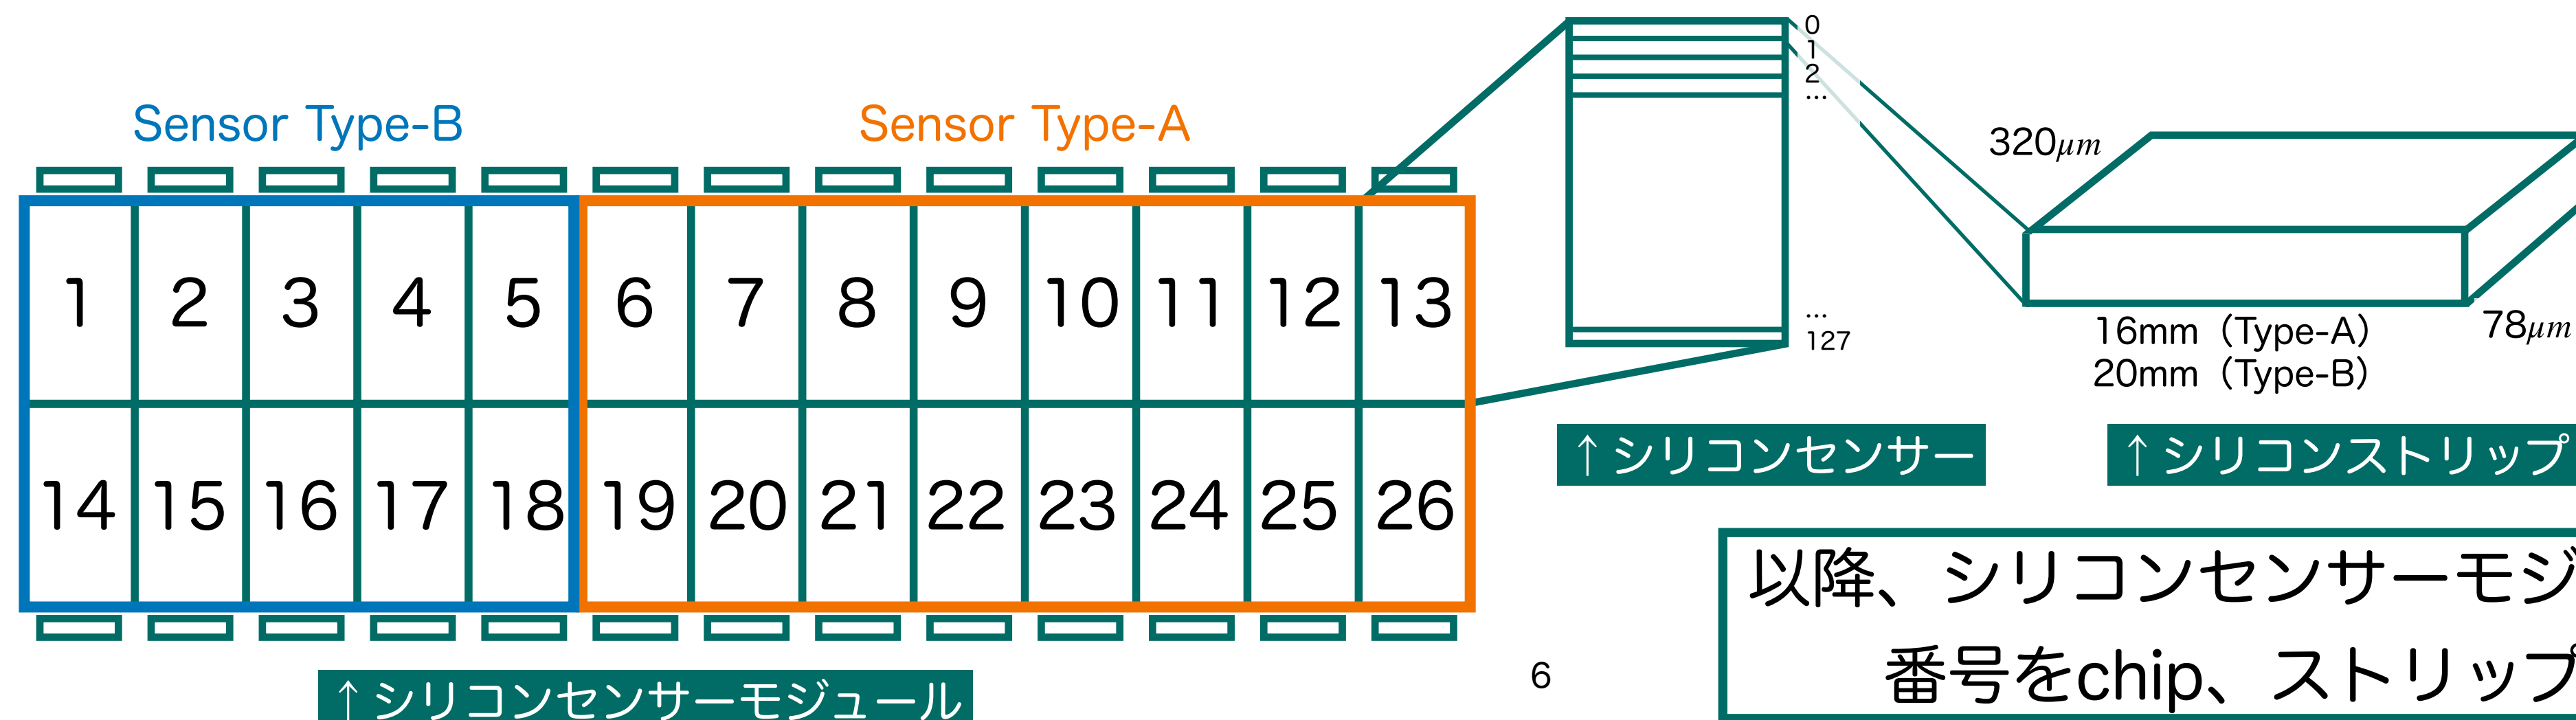 Sensor Type-B
Sensor Type-A
1 2 3 4 5 6 7 8 9 10 11 12 13
14 15 16 17 18 19 20 21 22 23 24 25 26
↑シリコンセンサーモジュール
0
1
2
...
...
127
↑シリコンセンサー
320μm
16mm（Type-A）
20mm（Type-B）
78μm
↑シリコンストリップ
以降、シリコンセンサーモジ
番号をchip、ストリップ
6